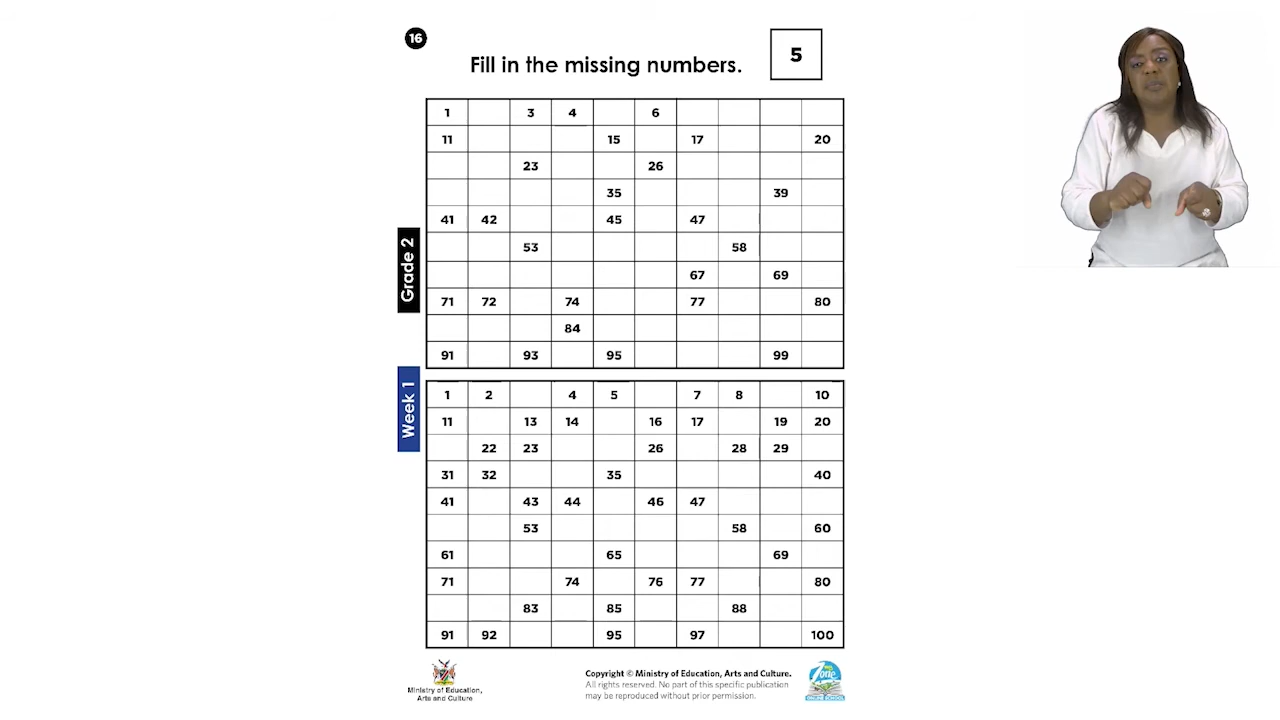 16
Fill in the missing numbers.
5
1 3 4 6
11 15 17 20
23 26
35 39
41 42 45 47
53 58
67 69
71 72 74 77 80
84
91 93 95 99
Grade 2
Week 1
1 2 4 5 7 8 10
11 13 14 16 17 19 20
22 23 26 28 29
31 32 35 40
41 43 44 46 47
53 58 60
61 65 69
71 74 76 77 80
83 85 88
91 92 95 97 100
Ministry of Education,
Arts and Culture
Copyright © Ministry of Education, Arts and Culture.
All rights reserved. No part of this specific publication
may be reproduced without prior permission.
Zone
ONLINE SCHOOL